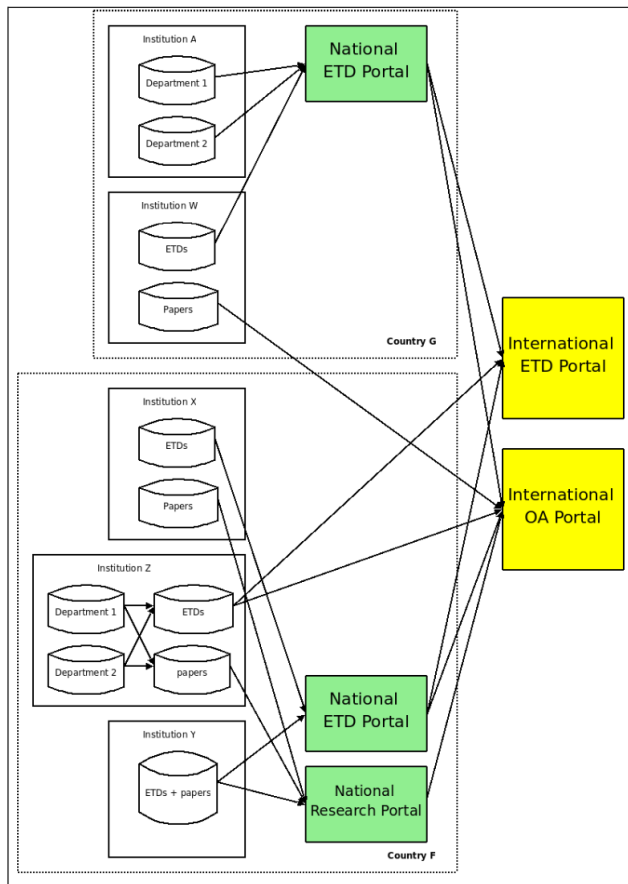 Institution A
Department 1
Department 2
National
ETD Portal
Institution W
ETDs
Papers
Country G
International
ETD Portal
International
OA Portal
Institution X
ETDs
Papers
Institution Z
Department 1
ETDs
Department 2
papers
National
ETD Portal
Institution Y
ETDs + papers
National
Research Portal
Country F